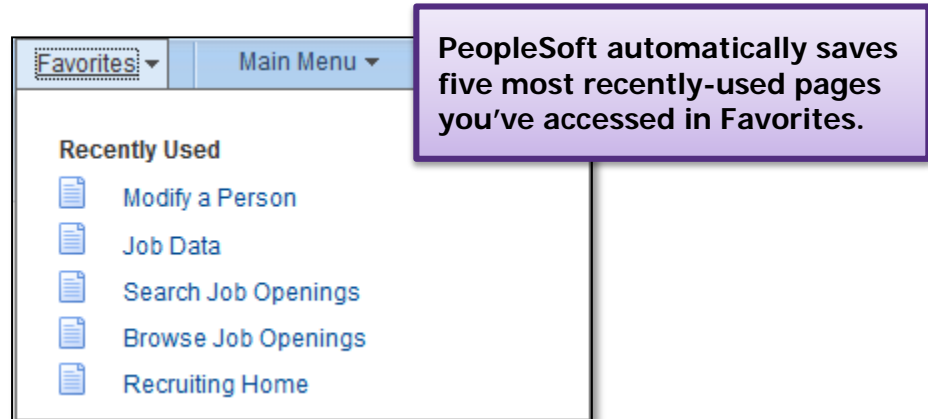 Favorites Main Menu
PeopleSoft automatically saves
five most recently-used pages
you've accessed in Favorites.
Recently Used
Modify a Person
Job Data
Search Job Openings
Browse Job Openings
Recruiting Home